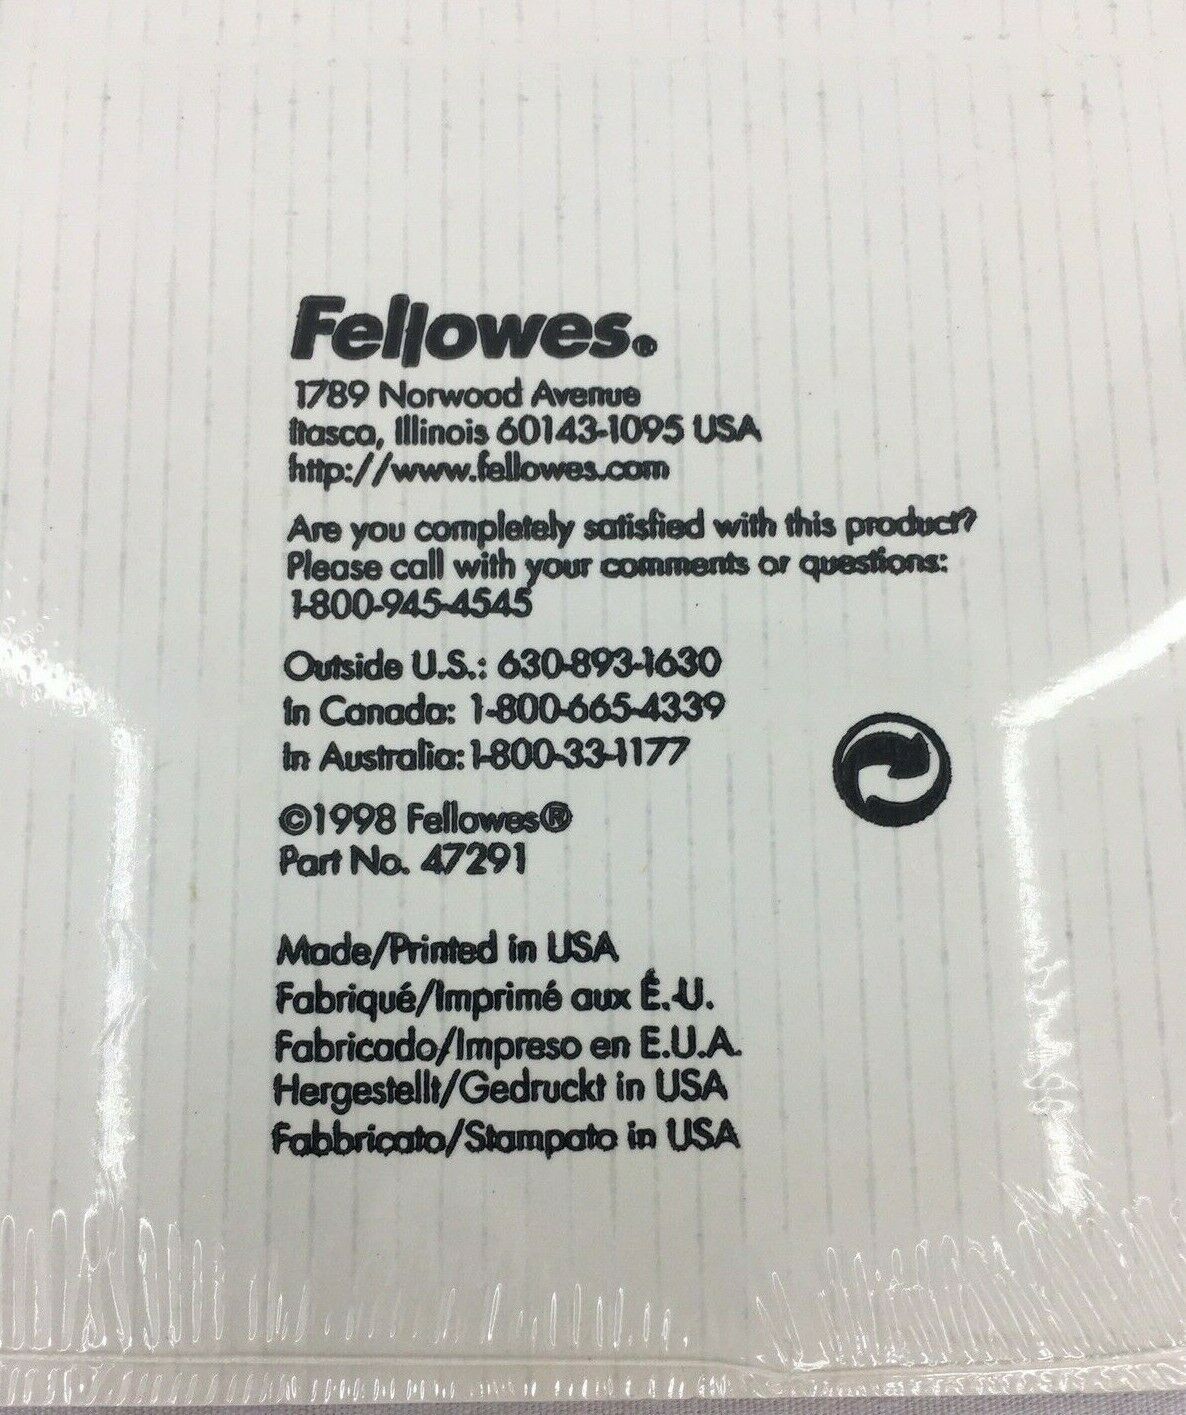 Fellowes®
1789 Norwood Avenue
Itasca, Illinois 60143-1095 USA
http://www.fellowes.com
Are you completely satisfied with this product?
Please call with your comments or questions:
1-800-945-4545
Outside U.S.: 630-893-1630
In Canada: 1-800-665-4339
In Australia: 1-800-33-1177
©1998 Fellowes®
Part No. 47291
Made/Printed in USA
Fabriqué/Imprimé aux É.-U.
Fabricado/Impreso en E.U.A.
Hergestellt/Gedruckt in USA
Fabbricato/Stampato in USA